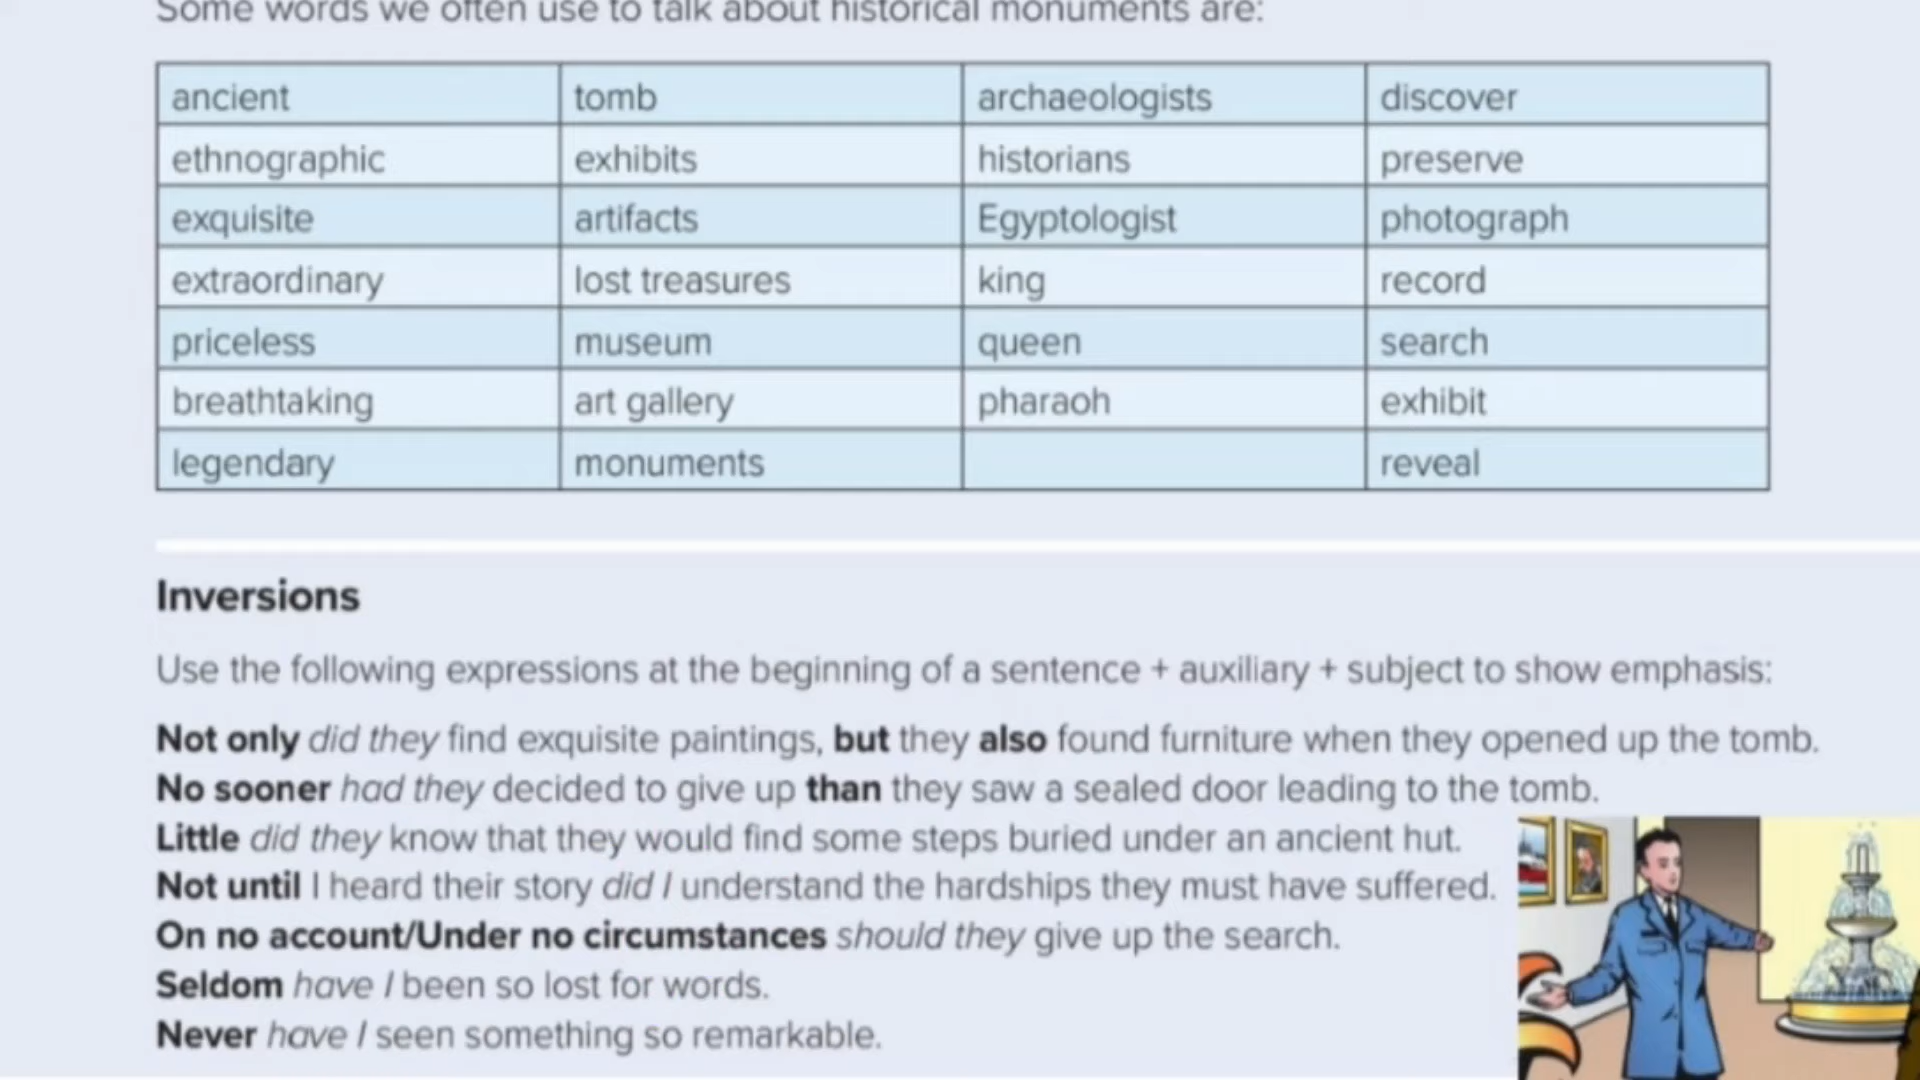 Some words we often use to talk about historical monuments are:
ancient tomb archaeologists discover
ethnographic exhibits historians preserve
exquisite artifacts Egyptologist photograph
extraordinary lost treasures king record
priceless museum queen search
breathtaking art gallery pharaoh exhibit
legendary monuments reveal
Inversions
Use the following expressions at the beginning of a sentence + auxiliary + subject to show emphasis:
Not only did they find exquisite paintings, but they also found furniture when they opened up the tomb.
No sooner had they decided to give up than they saw a sealed door leading to the tomb.
Little did they know that they would find some steps buried under an ancient hut.
Not until I heard their story did I understand the hardships they must have suffered.
On no account/Under no circumstances should they give up the search.
Seldom have I been so lost for words.
Never have I seen something so remarkable.